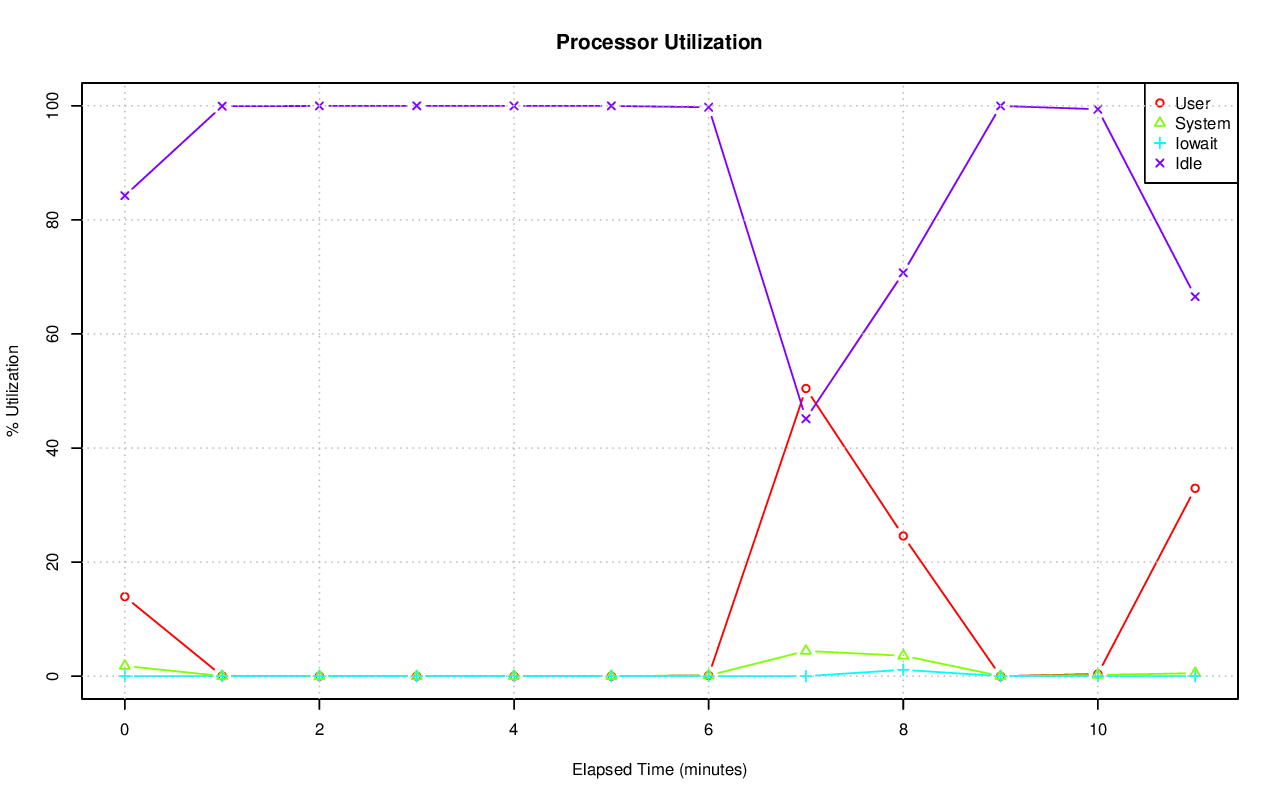 Processor Utilization
% Utilization
100
80
60
40
20
0
User
System
Iowait
Idle
0 2 4 6 8 10
Elapsed Time (minutes)